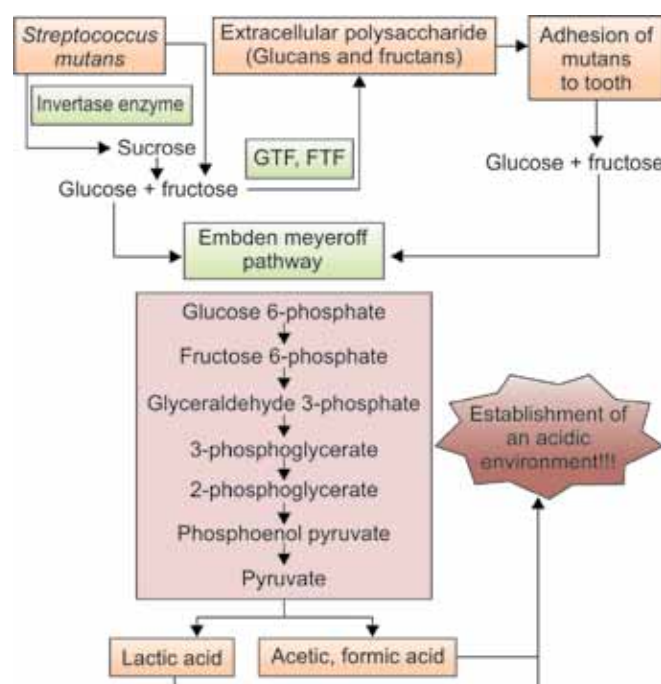 Streptococcus
mutans
Extracellular polysaccharide
(Glucans and fructans)
Adhesion of
mutans
to tooth
Invertase enzyme
Sucrose
GTF, FTF
Glucose + fructose
Glucose + fructose
Embden meyeroff
pathway
Glucose 6-phosphate
Fructose 6-phosphate
Glyceraldehyde 3-phosphate
3-phosphoglycerate
2-phosphoglycerate
Phosphoenol pyruvate
Pyruvate
Establishment of
an acidic
environment!!!
Lactic acid
Acetic, formic acid